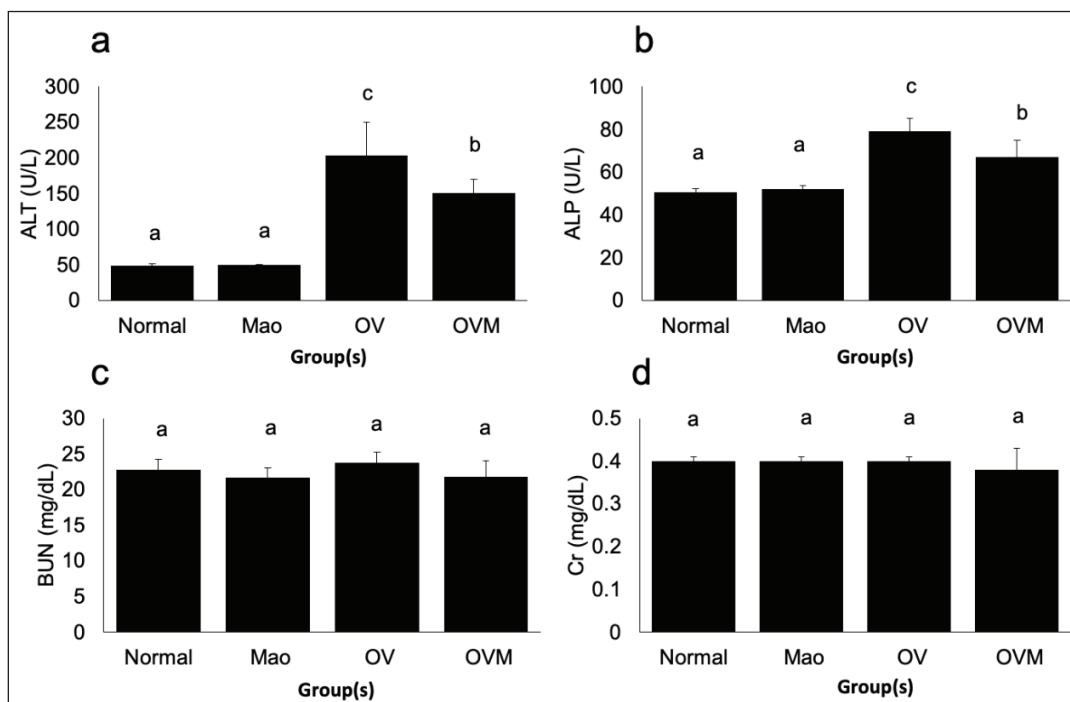 a
300
250
200
150
100
50
0
ALT (U/L)
a
a
c
b
Normal Mao OV OVM
Group(s)
b
100
80
60
40
20
0
ALP (U/L)
a
a
c
b
Normal Mao OV OVM
Group(s)
c
30
25
20
15
10
5
0
BUN (mg/dL)
a a a a
Normal Mao OV OVM
Group(s)
d
0.5
0.4
0.3
0.2
0.1
0
Cr (mg/dL)
a a a a
Normal Mao OV OVM
Group(s)